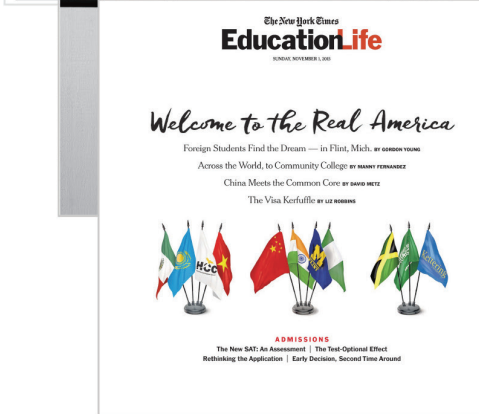 The New York Times
EducationLife
SUNDAY, NOVEMBER 1, 2015
Welcome to the Real America
Foreign Students Find the Dream — in Flint, Mich. BY GORDON YOUNG
Across the World, to Community College BY MANNY FERNANDEZ
China Meets the Common Core BY DAVID METZ
The Visa Kerfuffle BY LIZ ROBBINS
HCC
M
Kettering
ADMISSIONS
The New SAT: An Assessment | The Test-Optional Effect
Rethinking the Application | Early Decision, Second Time Around